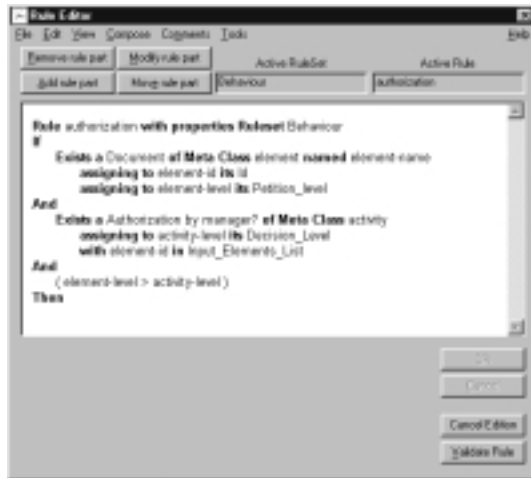 Rule Editor
File Edit View Compose Comments Tools Help
Remove rule part Modify rule part Active RuleSet Active Rule
Add rule part Move rule part Behaviour authorization
Rule authorization with properties Ruleset Behaviour
If
Exists a Document of Meta Class element named element-name
assigning to element-id its Id
assigning to element-level its Petition_level
And
Exists a Authorization by manager? of Meta Class activity
assigning to activity-level its Decision_Level
with element-id in Input_Elements_List
And
( element-level > activity-level )
Then
Ok
Cancel
Cancel Edition
Validate Rule